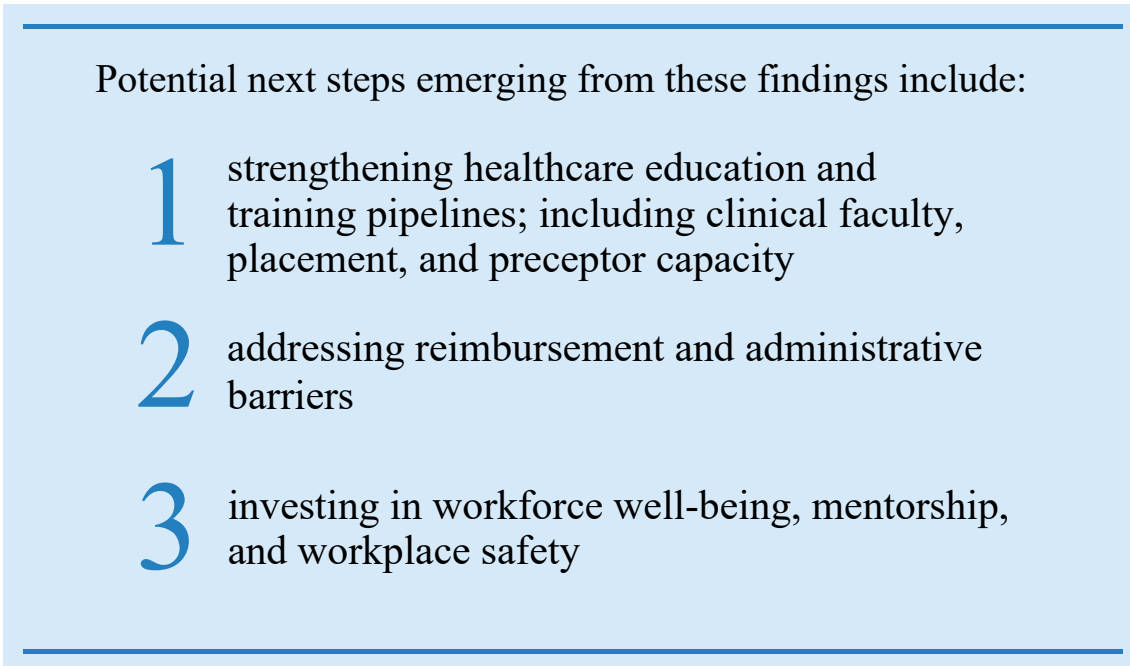 Potential next steps emerging from these findings include:
1
strengthening healthcare education and
training pipelines; including clinical faculty,
placement, and preceptor capacity
2
addressing reimbursement and administrative
barriers
3
investing in workforce well-being, mentorship,
and workplace safety